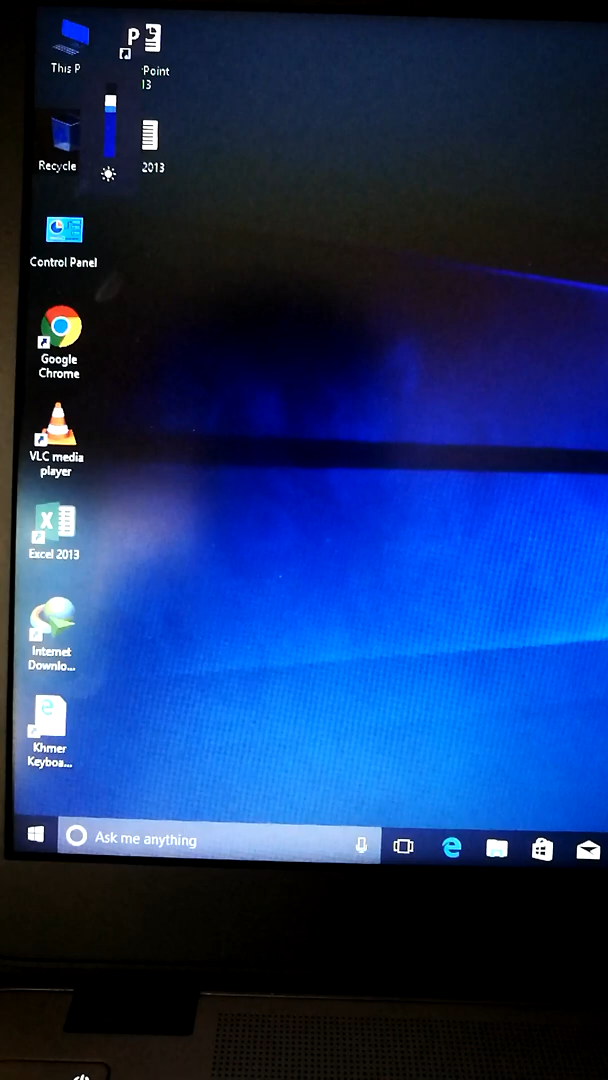 This P
P
Point
13
Recycle
2013
Control Panel
Google
Chrome
VLC media
player
X
Excel 2013
Internet
Downlo...
Khmer
Keyboa...
Ask me anything